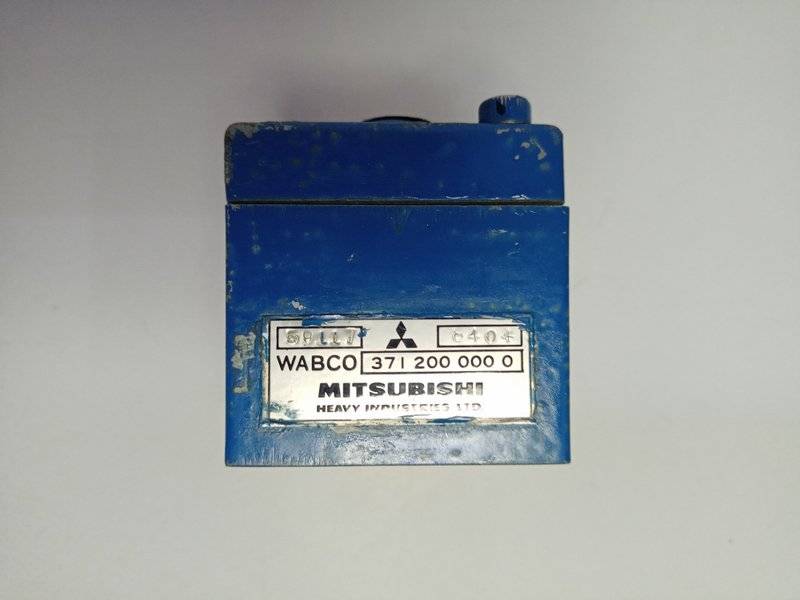 WABCO 371 200 000 0
MITSUBISHI
HEAVY INDUSTRIES LTD